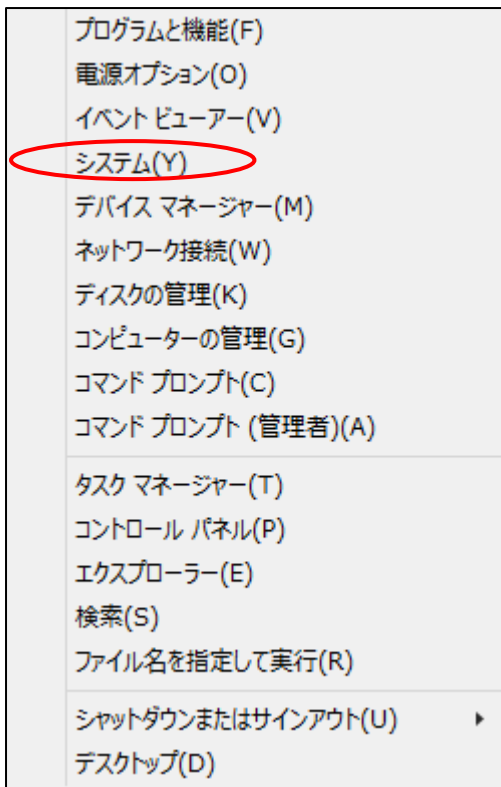 プログラムと機能(F)
電源オプション(O)
イベント ビューアー(V)
システム(Y)
デバイス マネージャー(M)
ネットワーク接続(W)
ディスクの管理(K)
コンピューターの管理(G)
コマンド プロンプト(C)
コマンド プロンプト (管理者)(A)
タスク マネージャー(T)
コントロール パネル(P)
エクスプローラー(E)
検索(S)
ファイル名を指定して実行(R)
シャットダウンまたはサインアウト(U)
デスクトップ(D)